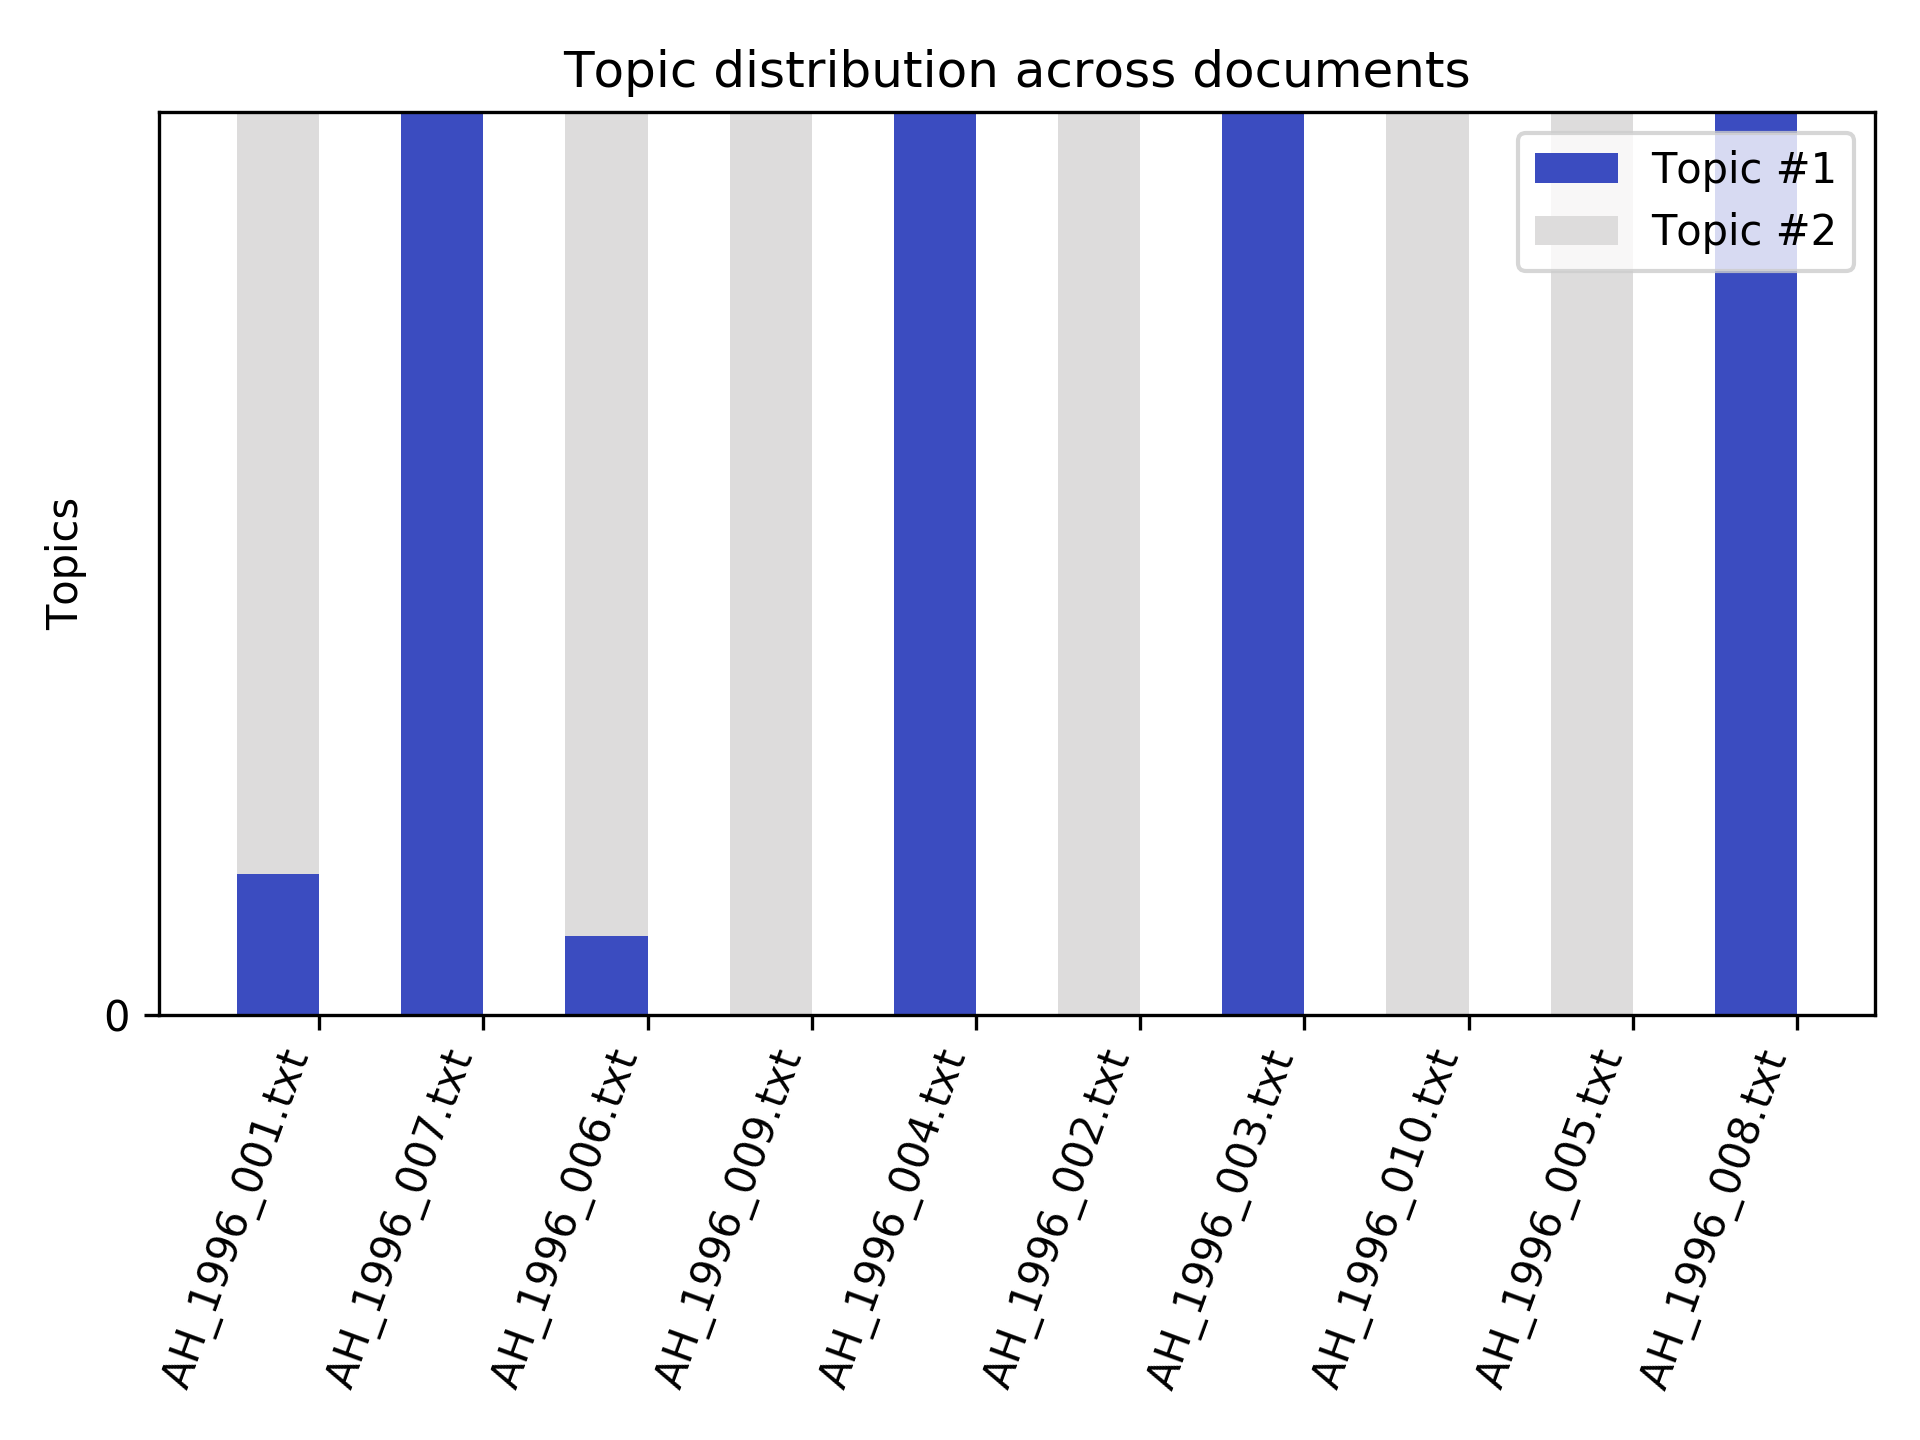 Topic distribution across documents
Topic #1
Topic #2
Topics
0
AH_1996_001.txt
AH_1996_007.txt
AH_1996_006.txt
AH_1996_009.txt
AH_1996_004.txt
AH_1996_002.txt
AH_1996_003.txt
AH_1996_010.txt
AH_1996_005.txt
AH_1996_008.txt